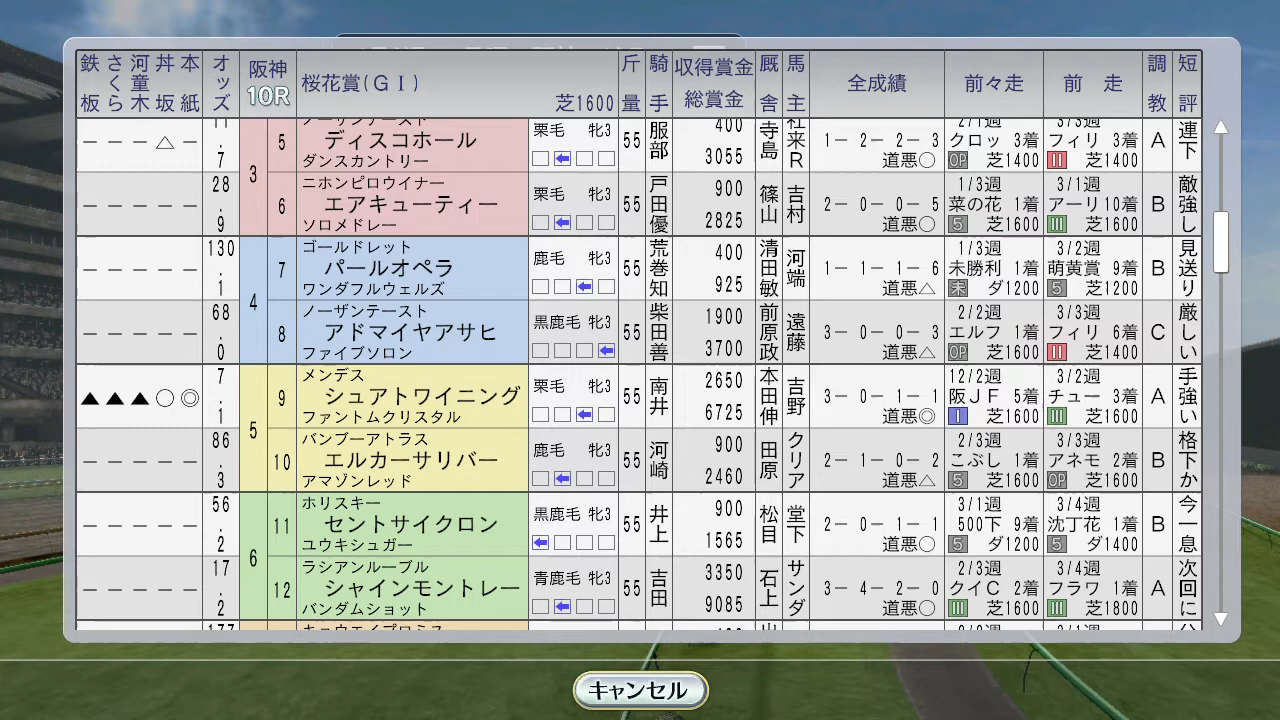 鉄板 さくら 河童木 丼坂 本紙 オッズ 阪神10R 桜花賞(GⅠ) 芝1600 斤量 騎手 収得賞金 総賞金 厩舎 馬主 全成績 前々走 前 走 調教 短評
― ― ― △ ― 11.7 3 5 ノーザンテースト 栗毛 牝3 55 服部 400 寺島 社来R 1－ 2－ 2－ 3 2/1週 3/3週 A 連下
ディスコホール クロッ 3着 フィリ 3着
ダンスカントリー 3055 道悪○ OP 芝1400 II 芝1400
― ― ― ― ― 28.9 6 ニホンピロウイナー 栗毛 牝3 55 戸田優 900 篠山 吉村 2－ 0－ 0－ 5 1/3週 3/1週 B 敵強し
エアキューティー 菜の花 1着 アーリ10着
ソロメドレー 2825 道悪○ 5 芝1600 III 芝1600
― ― ― ― ― 130.1 4 7 ゴールドレット 鹿毛 牝3 55 荒巻知 400 清田敏 河端 1－ 1－ 1－ 6 1/3週 3/2週 B 見送り
パールオペラ 未勝利 1着 萌黄賞 9着
ワンダフルウェルズ 925 道悪△ 未 ダ1200 5 芝1200
― ― ― ― ― 68.0 8 ノーザンテースト 黒鹿毛 牝3 55 柴田善 1900 前原政 遠藤 3－ 0－ 0－ 3 2/2週 3/3週 C 厳しい
アドマイヤアサヒ エルフ 1着 フィリ 6着
ファイブソロン 3700 道悪△ OP 芝1600 II 芝1400
▲ ▲ ▲ ○ ◎ 7.1 5 9 メンデス 栗毛 牝3 55 南井 2650 本田伸 吉野 3－ 0－ 1－ 1 12/2週 3/2週 A 手強い
シュアトワイニング 阪JF 5着 チュー 3着
ファントムクリスタル 6725 道悪◎ I 芝1600 III 芝1600
― ― ― ― ― 86.3 10 バンブーアトラス 鹿毛 牝3 55 河崎 900 田原 クリア 2－ 1－ 0－ 2 2/3週 3/3週 B 格下か
エルカーサリバー こぶし 1着 アネモ 2着
アマゾンレッド 2460 道悪△ 5 芝1600 OP 芝1600
― ― ― ― ― 56.2 6 11 ホリスキー 黒鹿毛 牝3 55 井上 900 松目 堂下 2－ 0－ 1－ 1 3/1週 3/4週 B 今一息
セントサイクロン 500下 9着 沈丁花 1着
ユウキシュガー 1565 道悪○ 5 ダ1200 5 ダ1400
― ― ― ― ― 17.2 12 ラシアンルーブル 青鹿毛 牝3 55 吉田 3350 石上 サンダ 3－ 4－ 2－ 0 2/3週 3/4週 A 次回に
シャインモントレー クイC 2着 フラワ 1着
バンダムショット 9085 道悪○ III 芝1600 III 芝1800
キャンセル